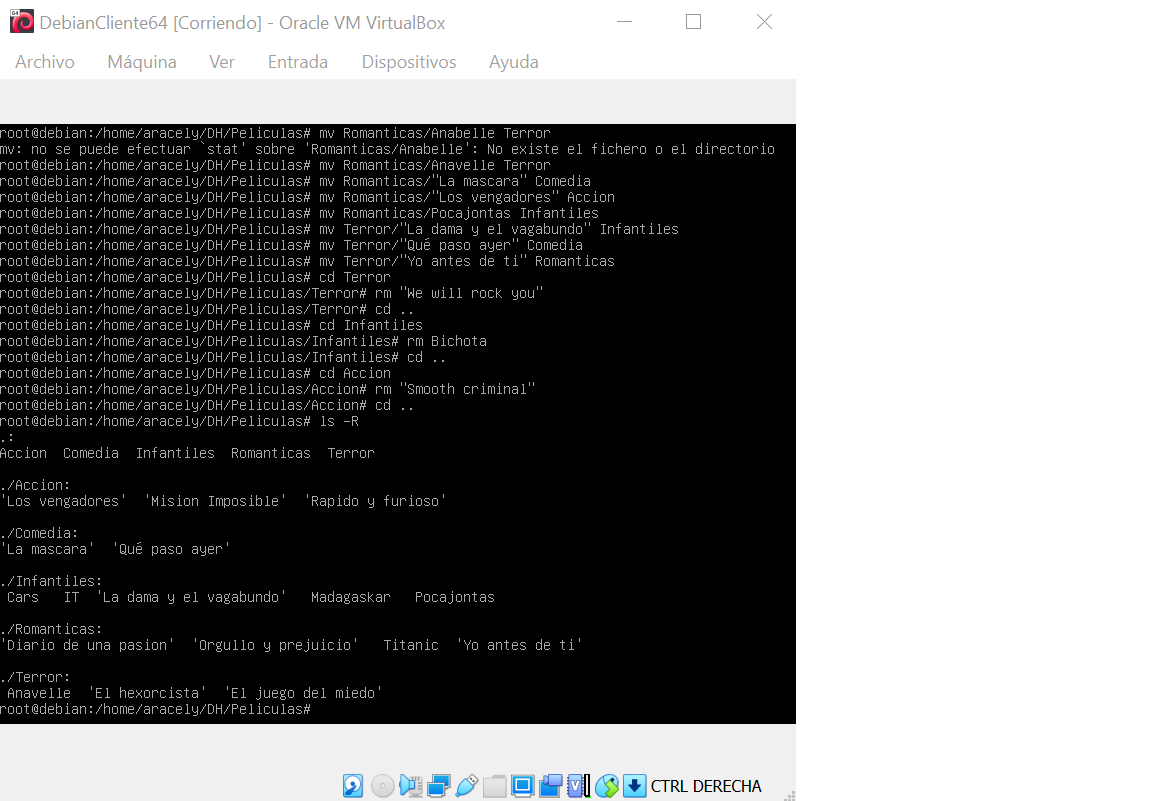 64
DebianCliente64 [Corriendo] - Oracle VM VirtualBox
Archivo Máquina Ver Entrada Dispositivos Ayuda
root@debian:/home/aracely/DH/Peliculas# mv Romanticas/Anabelle Terror
mv: no se puede efectuar `stat' sobre 'Romanticas/Anabelle': No existe el fichero o el directorio
root@debian:/home/aracely/DH/Peliculas# mv Romanticas/Anavelle Terror
root@debian:/home/aracely/DH/Peliculas# mv Romanticas/"La mascara" Comedia
root@debian:/home/aracely/DH/Peliculas# mv Romanticas/"Los vengadores" Accion
root@debian:/home/aracely/DH/Peliculas# mv Romanticas/Pocajontas Infantiles
root@debian:/home/aracely/DH/Peliculas# mv Terror/"La dama y el vagabundo" Infantiles
root@debian:/home/aracely/DH/Peliculas# mv Terror/"Qué paso ayer" Comedia
root@debian:/home/aracely/DH/Peliculas# mv Terror/"Yo antes de ti" Romanticas
root@debian:/home/aracely/DH/Peliculas# cd Terror
root@debian:/home/aracely/DH/Peliculas/Terror# rm "We will rock you"
root@debian:/home/aracely/DH/Peliculas/Terror# cd ..
root@debian:/home/aracely/DH/Peliculas# cd Infantiles
root@debian:/home/aracely/DH/Peliculas/Infantiles# rm Bichota
root@debian:/home/aracely/DH/Peliculas/Infantiles# cd ..
root@debian:/home/aracely/DH/Peliculas# cd Accion
root@debian:/home/aracely/DH/Peliculas/Accion# rm "Smooth criminal"
root@debian:/home/aracely/DH/Peliculas/Accion# cd ..
root@debian:/home/aracely/DH/Peliculas# ls -R
.:
Accion  Comedia  Infantiles  Romanticas  Terror
./Accion:
'Los vengadores'  'Mision Imposible'  'Rapido y furioso'
./Comedia:
'La mascara'  'Qué paso ayer'
./Infantiles:
Cars   IT  'La dama y el vagabundo'   Madagaskar   Pocajontas
./Romanticas:
'Diario de una pasion'  'Orgullo y prejuicio'   Titanic  'Yo antes de ti'
./Terror:
Anavelle  'El hexorcista'  'El juego del miedo'
root@debian:/home/aracely/DH/Peliculas#
CTRL DERECHA